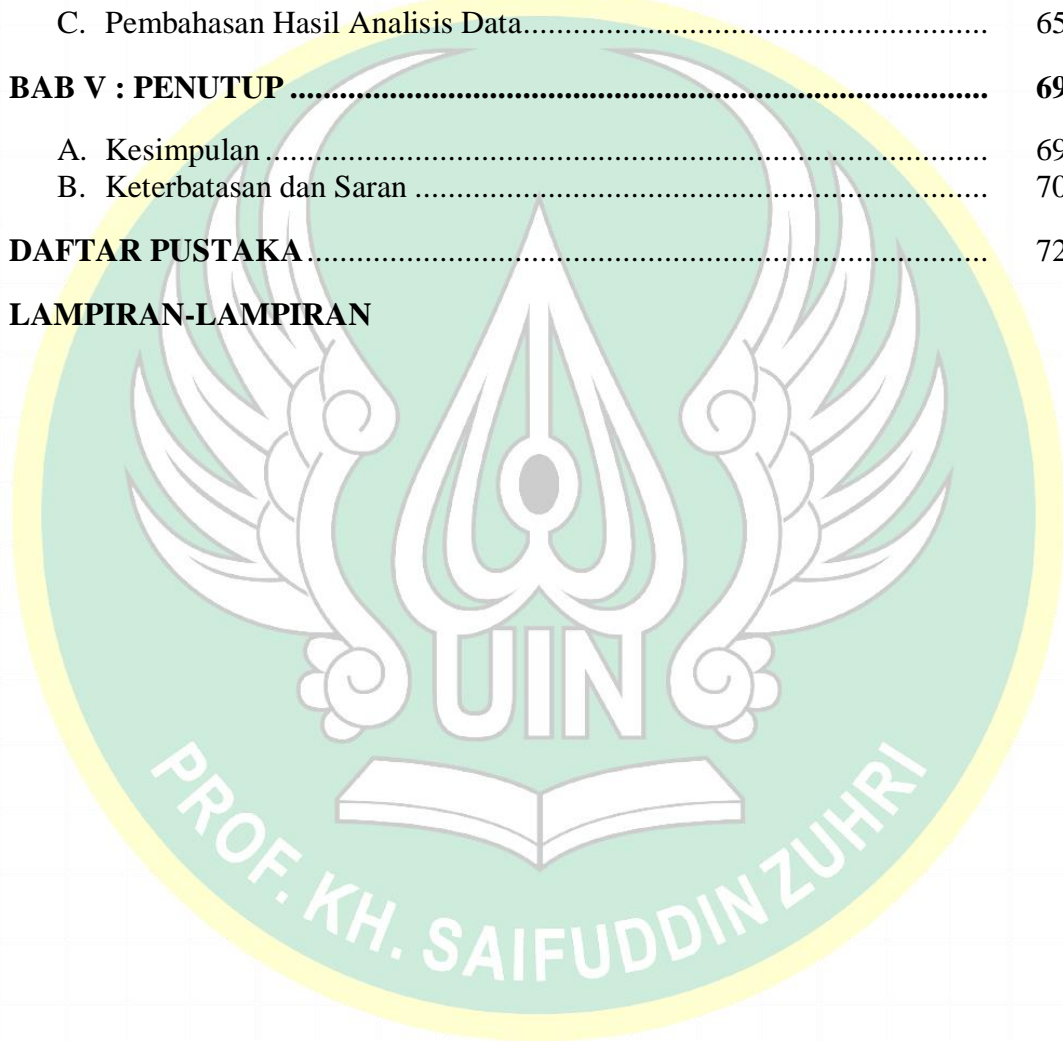 C. Pembahasan Hasil Analisis Data................................................... 65
BAB V : PENUTUP ................................................................................ 69
A. Kesimpulan ................................................................................ 69
B. Keterbatasan dan Saran ............................................................... 70
DAFTAR PUSTAKA ............................................................................ 72
LAMPIRAN-LAMPIRAN
UIN
PROF. KH. SAIFUDDIN ZUHRI